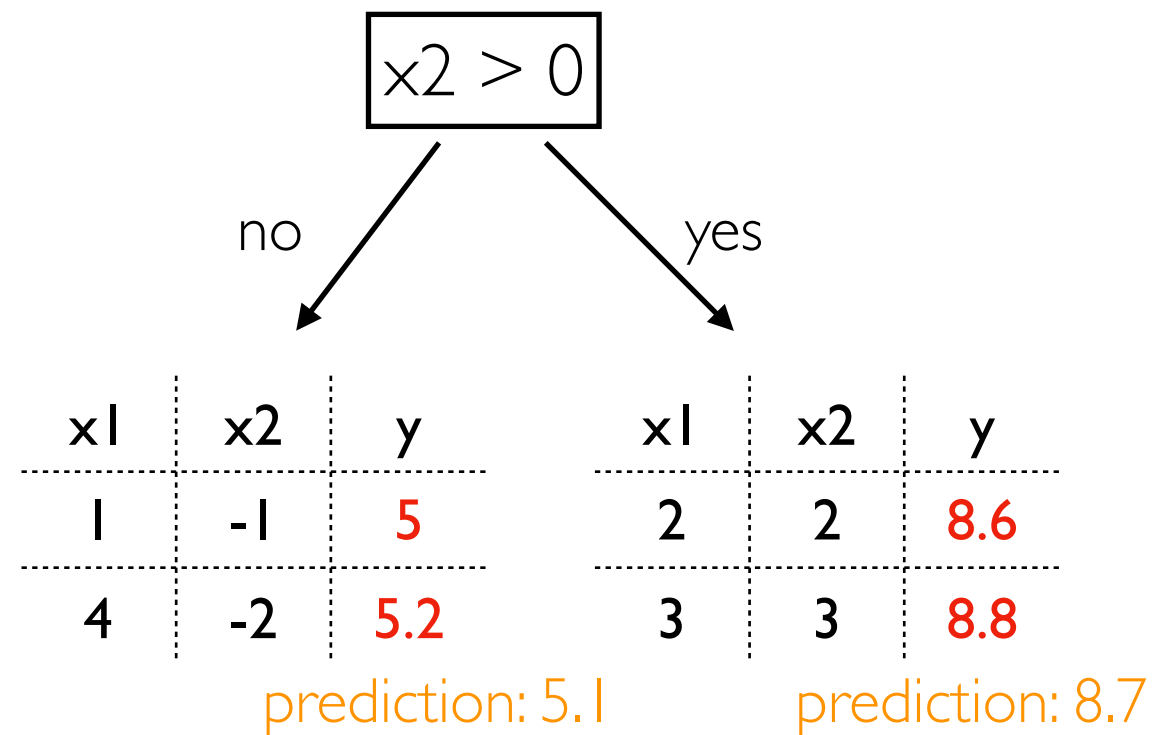 x2 > 0
no yes
x1 x2 y x1 x2 y
1 -1 5 2 2 8.6
4 -2 5.2 3 3 8.8
prediction: 5.1 prediction: 8.7